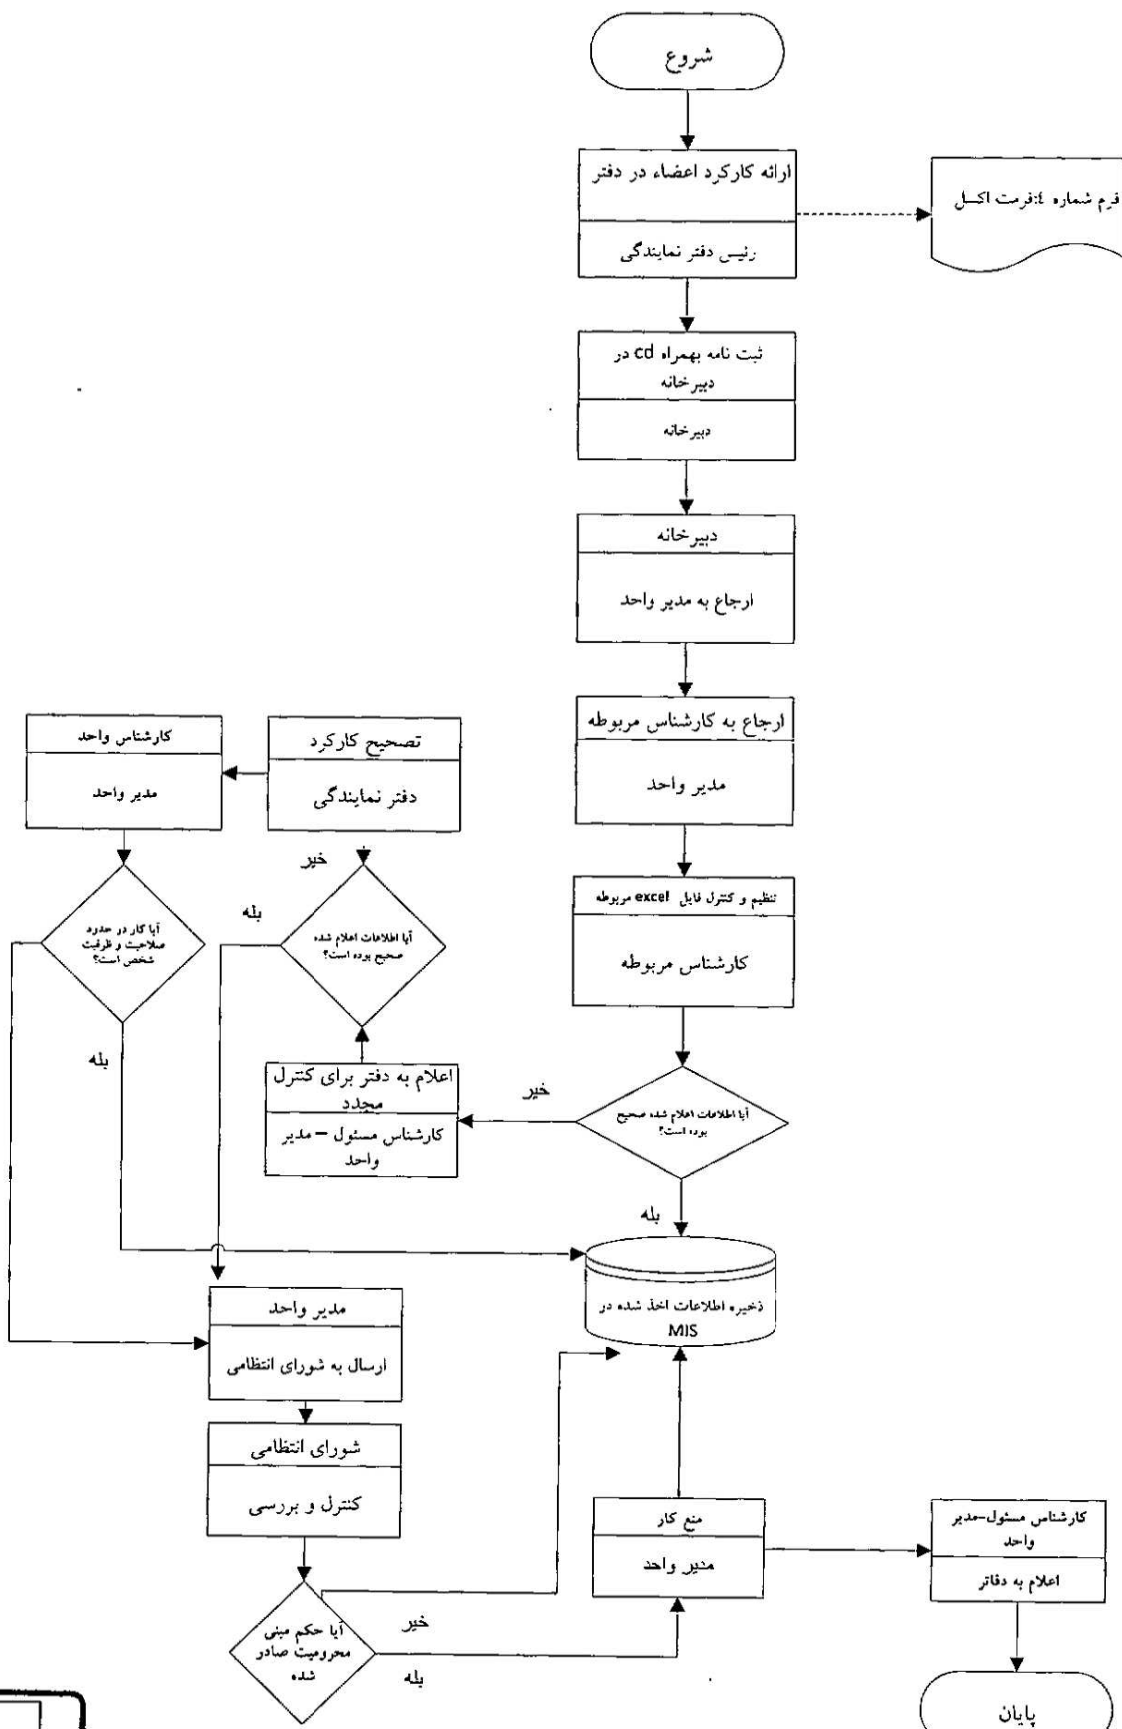 شروع
ارائه کارکرد اعضاء در دفتر
رئیس دفتر نمایندگی
فرم شماره ٤:فرمت اکسل
ثبت نامه بهمراه cd در
دبیرخانه
دبیرخانه
دبیرخانه
ارجاع به مدیر واحد
ارجاع به کارشناس مربوطه
مدیر واحد
تصحیح کارکرد
دفتر نمایندگی
کارشناس واحد
مدیر واحد
تنظیم و کنترل فایل excel مربوطه
کارشناس مربوطه
خیر
بله
آیا اطلاعات اعلام شده
صحیح بوده است؟
آیا کار در حدود
صلاحیت و ظرفیت
شخص است؟
بله
آیا اطلاعات اعلام شده صحیح
بوده است؟
خیر
اعلام به دفتر برای کنترل
مجدد
کارشناس مسئول – مدیر
واحد
بله
ذخیره اطلاعات اخذ شده در
MIS
مدیر واحد
ارسال به شورای انتظامی
شورای انتظامی
کنترل و بررسی
آیا حکم مبنی
محرومیت صادر
شده
خیر
بله
منع کار
مدیر واحد
کارشناس مسئول-مدیر
واحد
اعلام به دفاتر
پایان